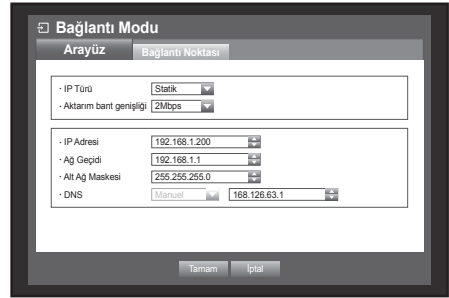 Bağlantı Modu
Arayüz Bağlantı Noktası
· IP Türü Statik
· Aktarım bant genişliği 2Mbps
· IP Adresi 192.168.1.200
· Ağ Geçidi 192.168.1.1
· Alt Ağ Maskesi 255.255.255.0
· DNS Manuel 168.126.63.1
Tamam İptal